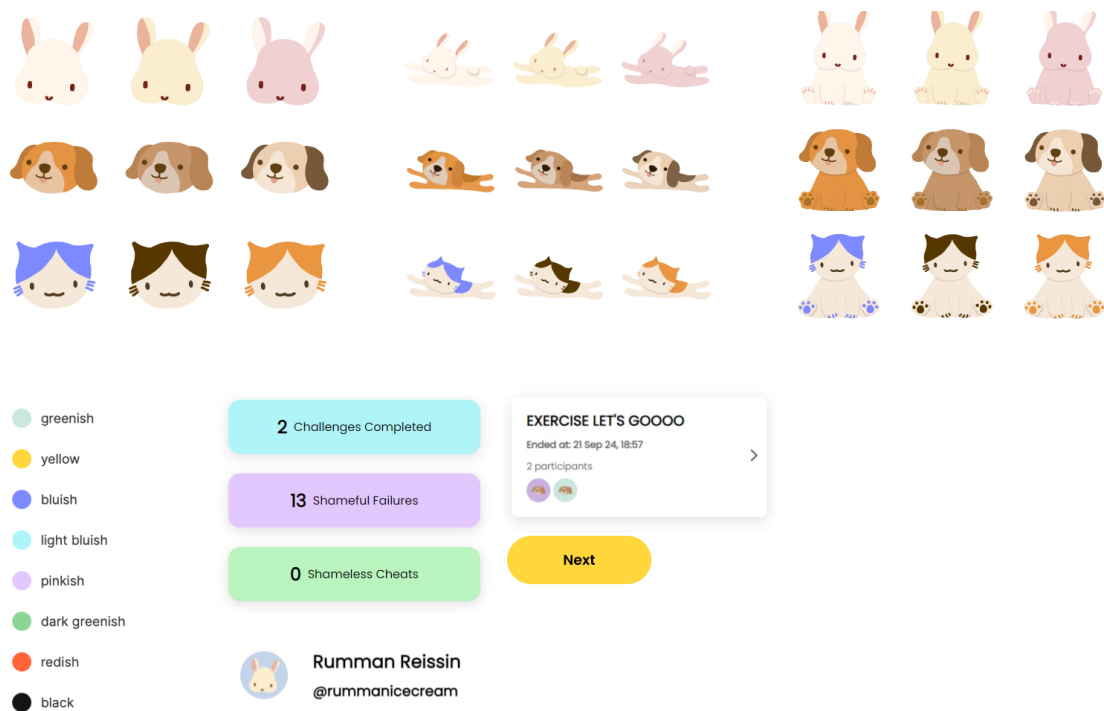 greenish
yellow
bluish
light bluish
pinkish
dark greenish
redish
black
2 Challenges Completed
13 Shameful Failures
0 Shameless Cheats
Rumman Reissin
@rummanicecream
EXERCISE LET'S GOOOO
Ended at: 21 Sep 24, 18:57
2 participants
Next